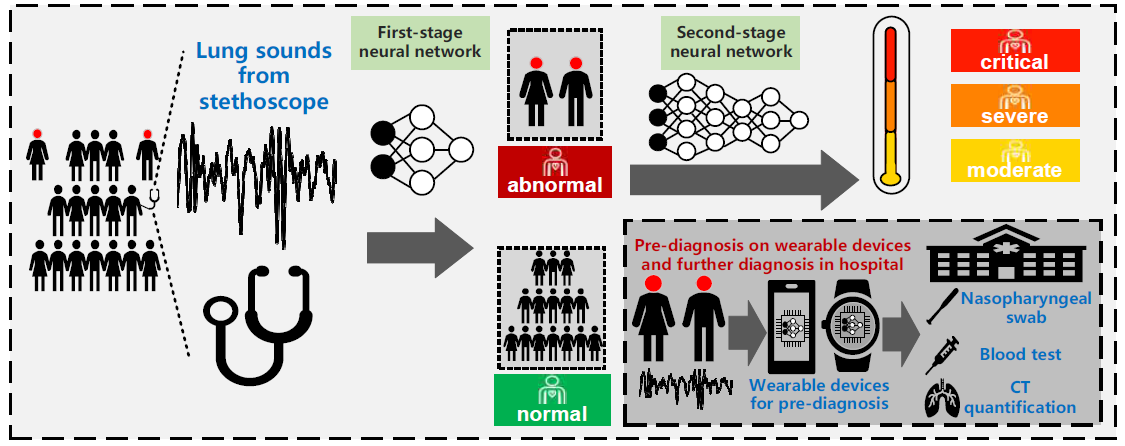 Lung sounds
from
stethoscope
First-stage
neural network
abnormal
normal
Second-stage
neural network
critical
severe
moderate
Pre-diagnosis on wearable devices
and further diagnosis in hospital
Wearable devices
for pre-diagnosis
Nasopharyngeal
swab
Blood test
CT
quantification